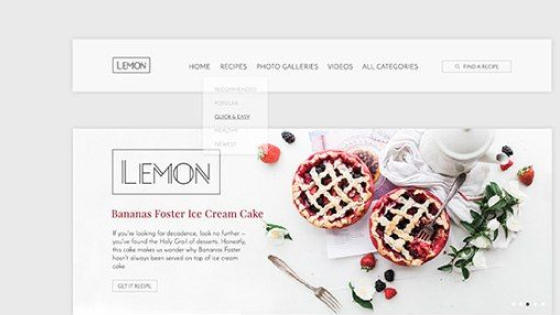 LEMON
HOME RECIPES PHOTO GALLERIES VIDEOS ALL CATEGORIES FIND A RECIPE
RECOMMENDED
POPULAR
QUICK & EASY
HEALTHY
NEWEST
LEMON
Bananas Foster Ice Cream Cake
If you're looking for decadence, look no further –
you've found the Holy Grail of desserts. Honestly,
this cake makes us wonder why Bananas Foster
hasn't always been served on top of ice cream
cake.
GET IT RECIPE